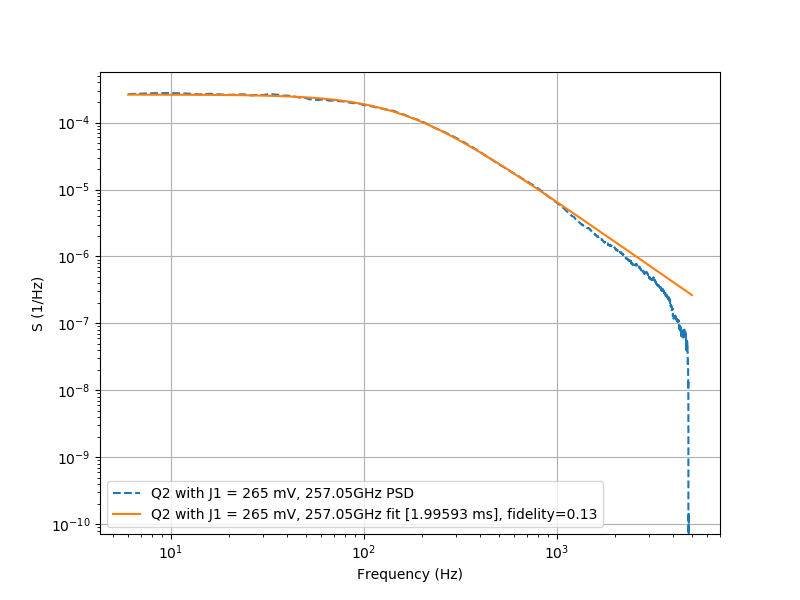 10⁻⁴
10⁻⁵
10⁻⁶
10⁻⁷
10⁻⁸
10⁻⁹
10⁻¹⁰
S (1/Hz)
Q2 with J1 = 265 mV, 257.05GHz PSD
Q2 with J1 = 265 mV, 257.05GHz fit [1.99593 ms], fidelity=0.13
10¹ 10² 10³
Frequency (Hz)